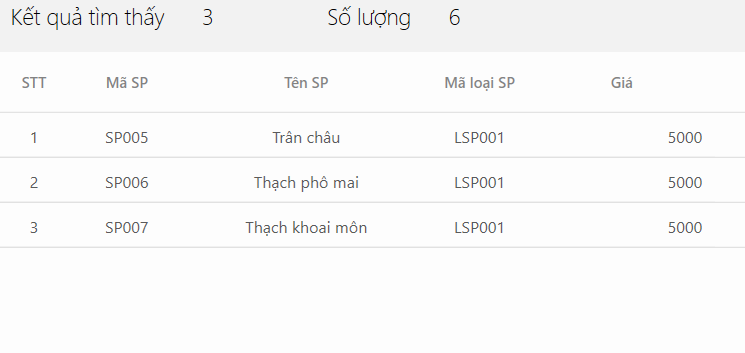 Kết quả tìm thấy 3 Số lượng 6
STT Mã SP Tên SP Mã loại SP Giá
1 SP005 Trân châu LSP001 5000
2 SP006 Thạch phô mai LSP001 5000
3 SP007 Thạch khoai môn LSP001 5000